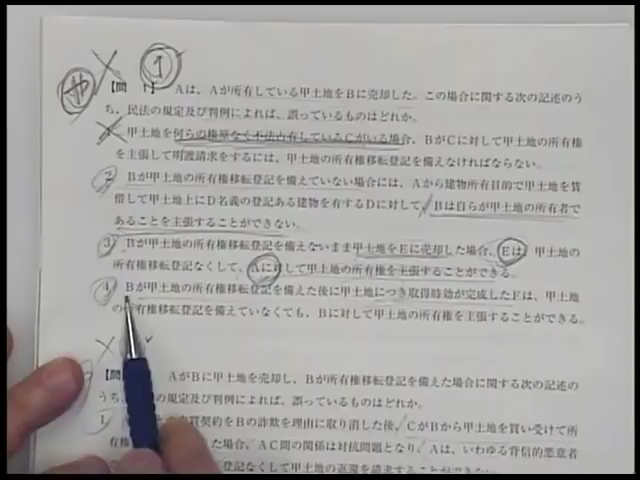 1
【問 1】 Aは、Aが所有している甲土地をBに売却した。この場合に関する次の記述のう
ち、民法の規定及び判例によれば、誤っているものはどれか。
甲土地を何らの権原なく不法占有しているCがいる場合、BがCに対して甲土地の所有権
を主張して明渡請求をするには、甲土地の所有権移転登記を備えなければならない。
2 Bが甲土地の所有権移転登記を備えていない場合には、Aから建物所有目的で甲土地を賃
借して甲土地上にD名義の登記ある建物を有するDに対して、Bは自らが甲土地の所有者で
あることを主張することができない。
3 Bが甲土地の所有権移転登記を備えないまま甲土地をEに売却した場合、Eは、甲土地の
所有権移転登記なくして、Aに対して甲土地の所有権を主張することができる。
4 Bが甲土地の所有権移転登記を備えた後に甲土地につき取得時効が完成したFは、甲土地
の所有権移転登記を備えていなくても、Bに対して甲土地の所有権を主張することができる。
【問 AがBに甲土地を売却し、Bが所有権移転登記を備えた場合に関する次の記述の
うち、民法の規定及び判例によれば、誤っているものはどれか。
1 売買契約をBの詐欺を理由に取り消した後、CがBから甲土地を買い受けて所
有権 た場合、AC間の関係は対抗問題となり、Aは、いわゆる背信的悪意者
登記なくして甲土地の返還を請求することができない。